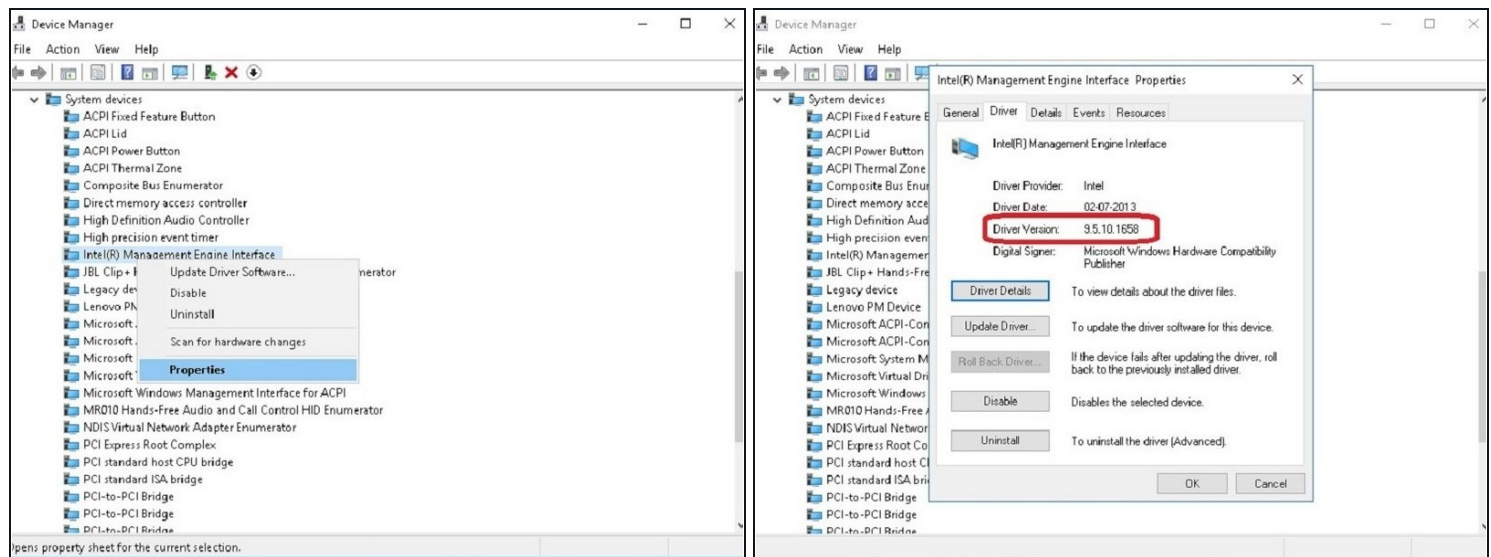 Device Manager
File Action View Help
System devices
ACPI Fixed Feature Button
ACPI Lid
ACPI Power Button
ACPI Thermal Zone
Composite Bus Enumerator
Direct memory access controller
High Definition Audio Controller
High precision event timer
Intel(R) Management Engine Interface
JBL Clip+ H
nerator
Legacy dev
Lenovo PM
Microsoft
Microsoft
Microsoft
Microsoft
Update Driver Software...
Disable
Uninstall
Scan for hardware changes
Properties
Microsoft Windows Management Interface for ACPI
MR010 Hands-Free Audio and Call Control HID Enumerator
NDIS Virtual Network Adapter Enumerator
PCI Express Root Complex
PCI standard host CPU bridge
PCI standard ISA bridge
PCI-to-PCI Bridge
PCI-to-PCI Bridge
PCI-to-PCI Bridge
pens property sheet for the current selection.
Device Manager
File Action View Help
System devices
ACPI Fixed Feature B
ACPI Lid
ACPI Power Button
ACPI Thermal Zone
Composite Bus Enur
Direct memory acce
High Definition Aud
High precision even
Intel(R) Managemer
JBL Clip+ Hands-Fre
Legacy device
Lenovo PM Device
Microsoft ACPI-Con
Microsoft ACPI-Con
Microsoft System M
Microsoft Virtual Dri
Microsoft Windows
MR010 Hands-Free A
NDIS Virtual Networ
PCI Express Root Co
PCI standard host CI
PCI standard ISA bri
PCI-to-PCI Bridge
PCI-to-PCI Bridge
PCI-to-PCI Bridge
Intel(R) Management Engine Interface Properties
General Driver Details Events Resources
Intel(R) Management Engine Interface
Driver Provider: Intel
Driver Date: 02-07-2013
Driver Version: 9.5.10.1658
Digital Signer: Microsoft Windows Hardware Compatibility
Publisher
Driver Details To view details about the driver files.
Update Driver... To update the driver software for this device.
Roll Back Driver... If the device fails after updating the driver, roll
back to the previously installed driver.
Disable Disables the selected device.
Uninstall To uninstall the driver (Advanced).
OK Cancel